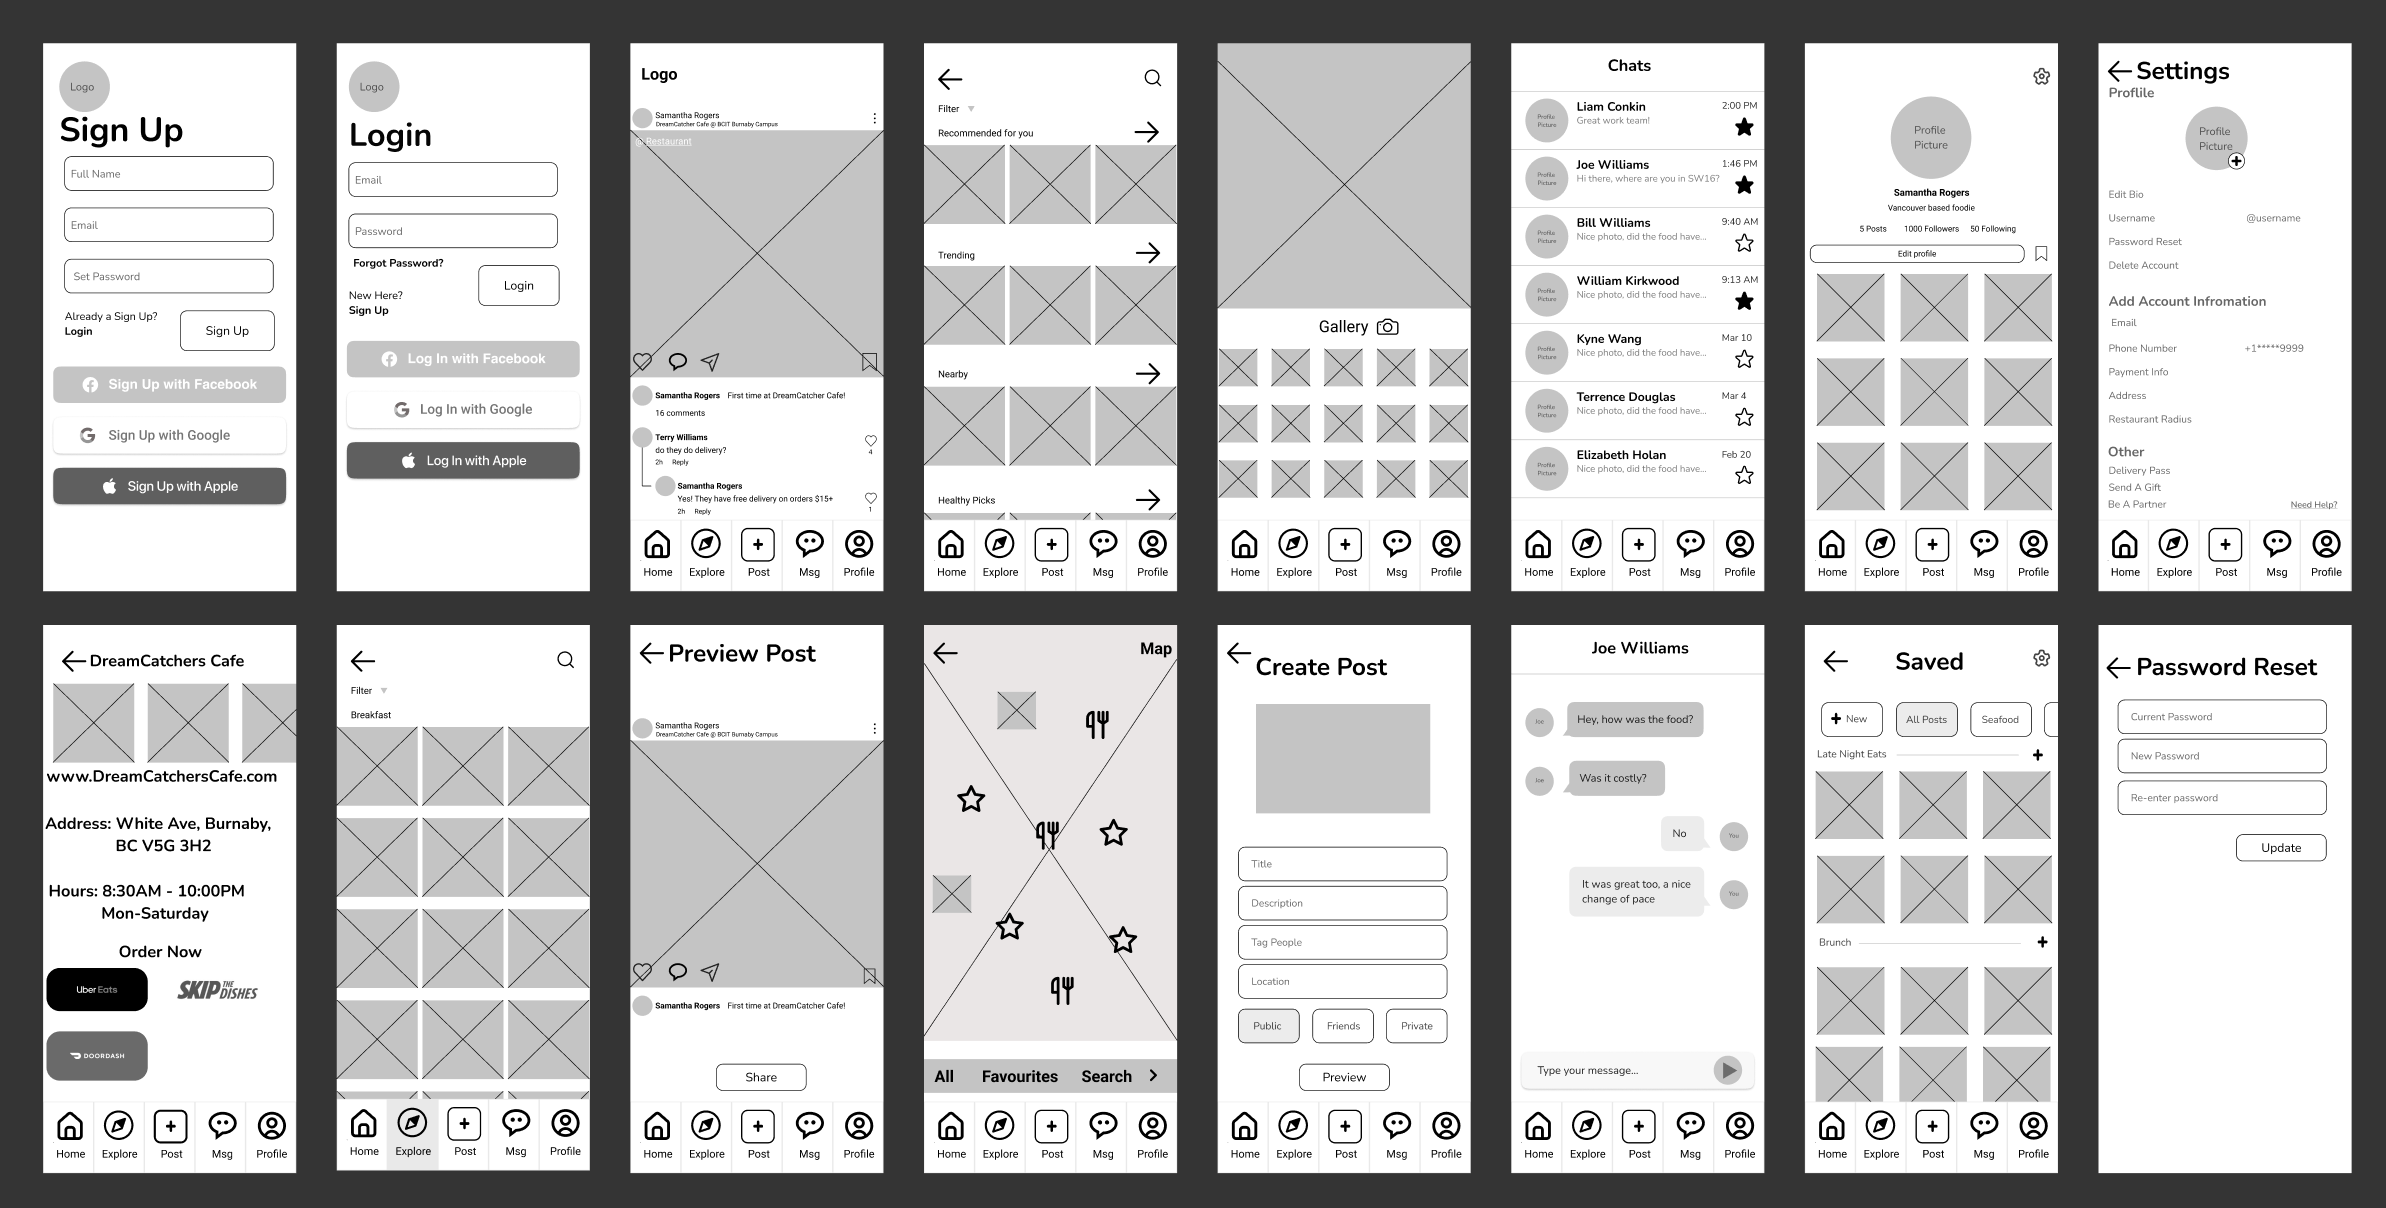 Logo
Sign Up
Full Name
Email
Set Password
Already a Sign Up?
Login
Sign Up
Sign Up with Facebook
Sign Up with Google
Sign Up with Apple
Logo
Login
Email
Password
Forgot Password?
New Here?
Sign Up
Login
Log In with Facebook
Log In with Google
Log In with Apple
Logo
Samantha Rogers
DreamCatcher Cafe @ BCIT Burnaby Campus
@ Restaurant
Samantha Rogers First time at DreamCatcher Cafe!
16 comments
Terry Williams
do they do delivery?
2h Reply
4
Samantha Rogers
Yes! They have free delivery on orders $15+
2h Reply
1
Home Explore Post Msg Profile
Filter
Recommended for you
Trending
Nearby
Healthy Picks
Home Explore Post Msg Profile
Gallery
Home Explore Post Msg Profile
Chats
Profile Picture
Liam Conkin 2:00 PM
Great work team!
Profile Picture
Joe Williams 1:46 PM
Hi there, where are you in SW16?
Profile Picture
Bill Williams 9:40 AM
Nice photo, did the food have...
Profile Picture
William Kirkwood 9:13 AM
Nice photo, did the food have...
Profile Picture
Kyne Wang Mar 10
Nice photo, did the food have...
Profile Picture
Terrence Douglas Mar 4
Nice photo, did the food have...
Profile Picture
Elizabeth Holan Feb 20
Nice photo, did the food have...
Home Explore Post Msg Profile
Profile
Picture
Samantha Rogers
Vancouver based foodie
5 Posts 1000 Followers 50 Following
Edit profile
Home Explore Post Msg Profile
Settings
Proflile
Profile
Picture
Edit Bio
Username @username
Password Reset
Delete Account
Add Account Infromation
Email
Phone Number +1*****9999
Payment Info
Address
Restaurant Radius
Other
Delivery Pass
Send A Gift
Be A Partner Need Help?
Home Explore Post Msg Profile
DreamCatchers Cafe
www.DreamCatchersCafe.com
Address: White Ave, Burnaby,
BC V5G 3H2
Hours: 8:30AM - 10:00PM
Mon-Saturday
Order Now
Uber Eats
SKIP THE DISHES
DOORDASH
Home Explore Post Msg Profile
Filter
Breakfast
Home Explore Post Msg Profile
Preview Post
Samantha Rogers
DreamCatcher Cafe @ BCIT Burnaby Campus
Samantha Rogers First time at DreamCatcher Cafe!
Share
Home Explore Post Msg Profile
Map
All Favourites Search
Home Explore Post Msg Profile
Create Post
Title
Description
Tag People
Location
Public Friends Private
Preview
Home Explore Post Msg Profile
Joe Williams
Joe Hey, how was the food?
Joe Was it costly?
No You
It was great too, a nice
change of pace
You
Type your message...
Home Explore Post Msg Profile
Saved
New All Posts Seafood
Late Night Eats
Brunch
Home Explore Post Msg Profile
Password Reset
Current Password
New Password
Re-enter password
Update